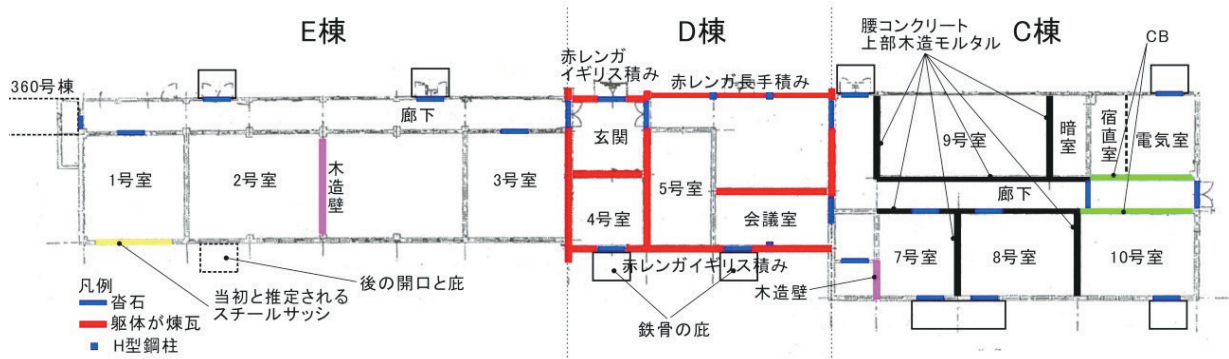 E棟
D棟
C棟
360号棟
赤レンガ
イギリス積み
赤レンガ長手積み
腰コンクリート
上部木造モルタル
CB
廊下
玄関
9号室
暗室
宿直室
電気室
1号室
2号室
木造壁
3号室
4号室
5号室
会議室
廊下
7号室
8号室
10号室
赤レンガイギリス積み
木造壁
後の開口と庇
当初と推定される
スチールサッシ
鉄骨の庇
凡例
沓石
躯体が煉瓦
H型鋼柱